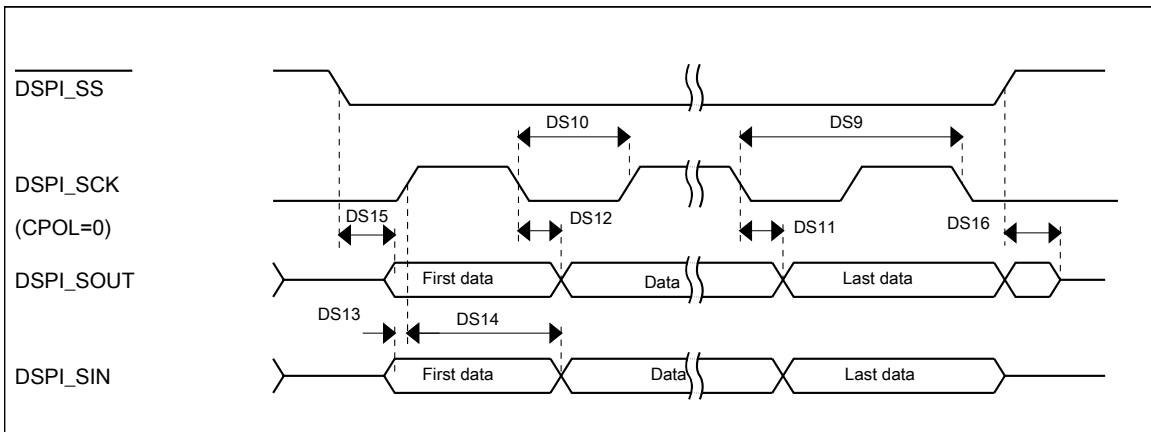 DSPI_SS
DS10
DS9
DSPI_SCK
(CPOL=0)
DS15
DS12
DS11
DS16
DSPI_SOUT
First data
Data
Last data
DS13
DS14
DSPI_SIN
First data
Data
Last data